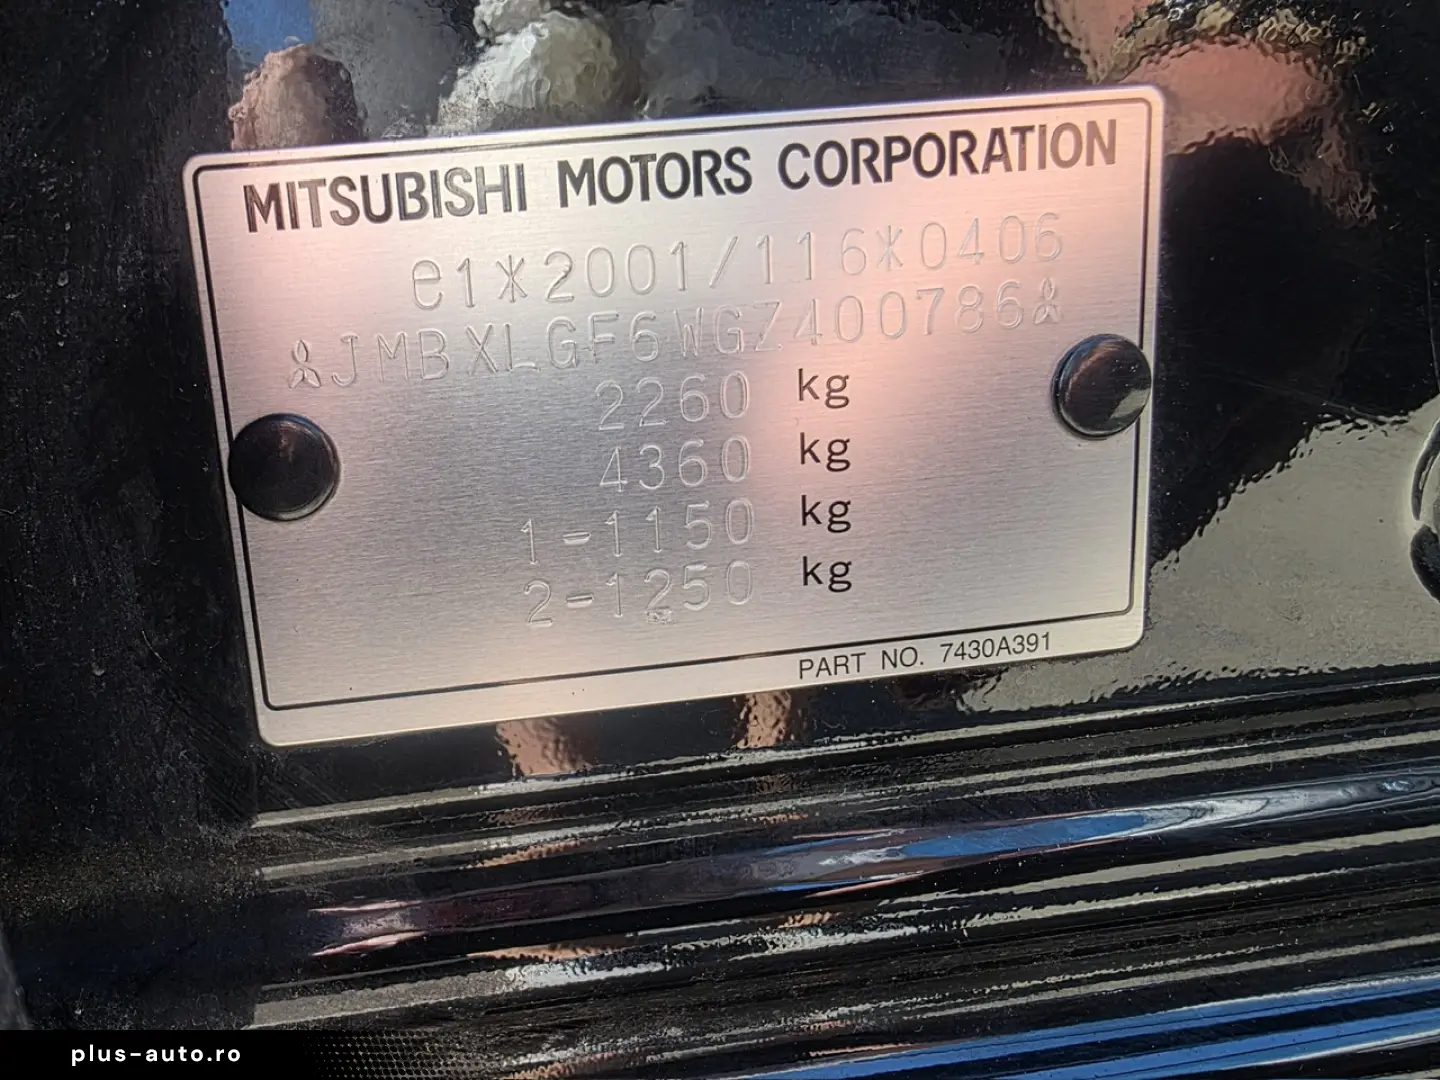 MITSUBISHI MOTORS CORPORATION
e1*2001/116*0406
JMBXLGF6WGZ400786
2260 kg
4360 kg
1-1150 kg
2-1250 kg
PART NO. 7430A391
plus-auto.ro